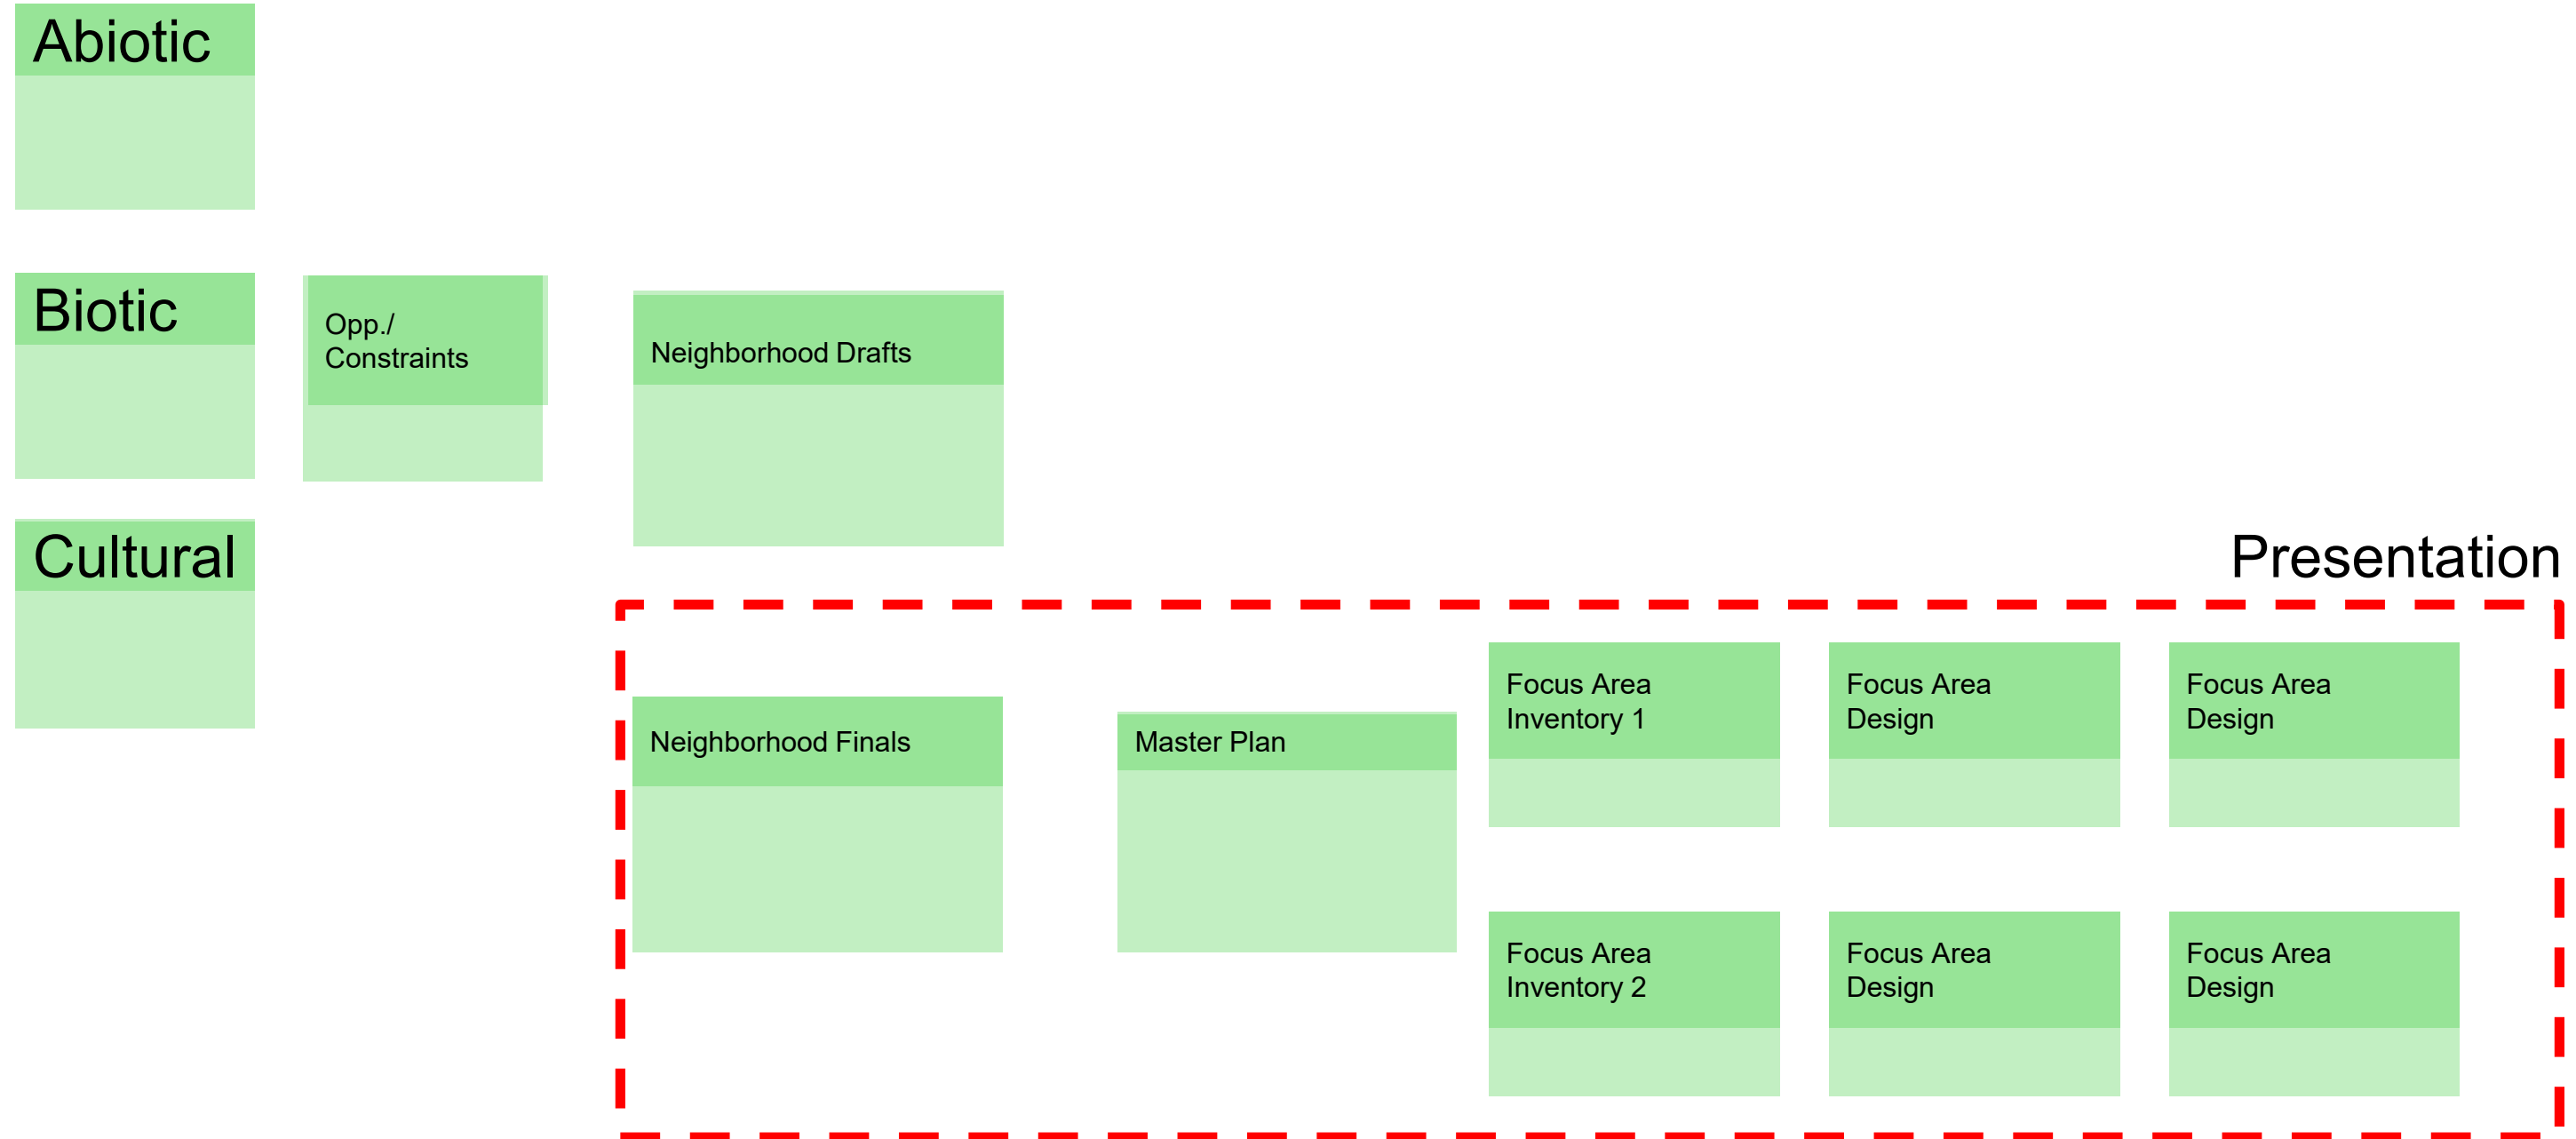 Abiotic
Biotic
Opp./
Constraints
Neighborhood Drafts
Cultural
Presentation
Neighborhood Finals
Master Plan
Focus Area
Inventory 1
Focus Area
Design
Focus Area
Design
Focus Area
Inventory 2
Focus Area
Design
Focus Area
Design